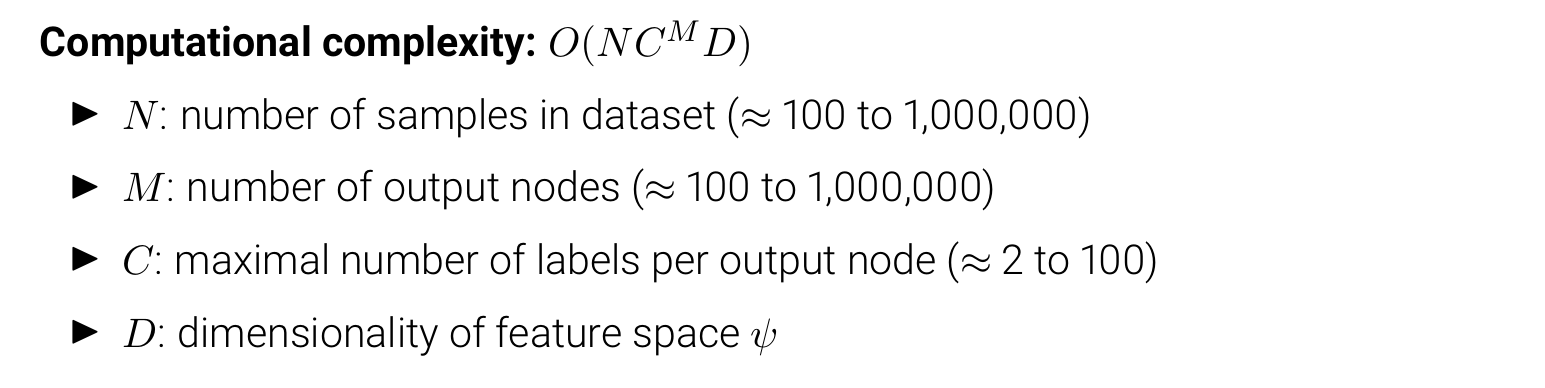 Computational complexity: $O(NC^M D)$
▶ $N$: number of samples in dataset (≈ 100 to 1,000,000)
▶ $M$: number of output nodes (≈ 100 to 1,000,000)
▶ $C$: maximal number of labels per output node (≈ 2 to 100)
▶ $D$: dimensionality of feature space $\psi$